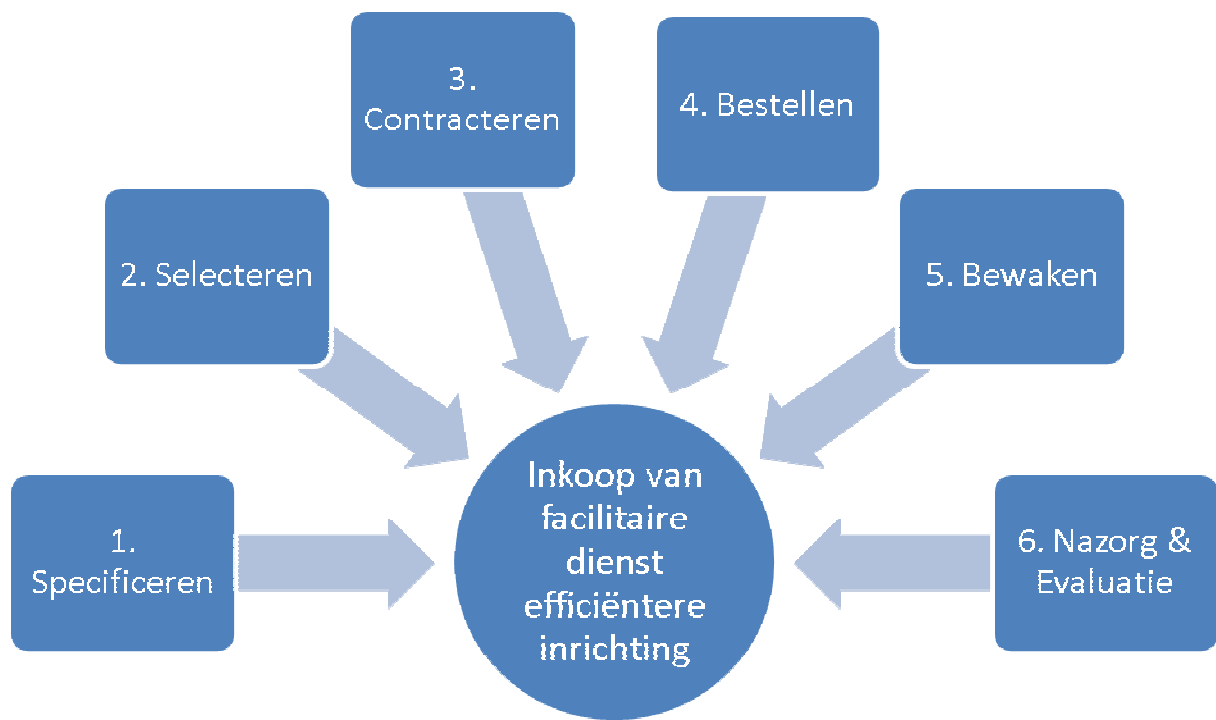 1.
Specificeren
2. Selecteren
3.
Contracteren
4. Bestellen
5. Bewaken
6. Nazorg &
Evaluatie
Inkoop van
facilitaire
dienst
efficiëntere
inrichting